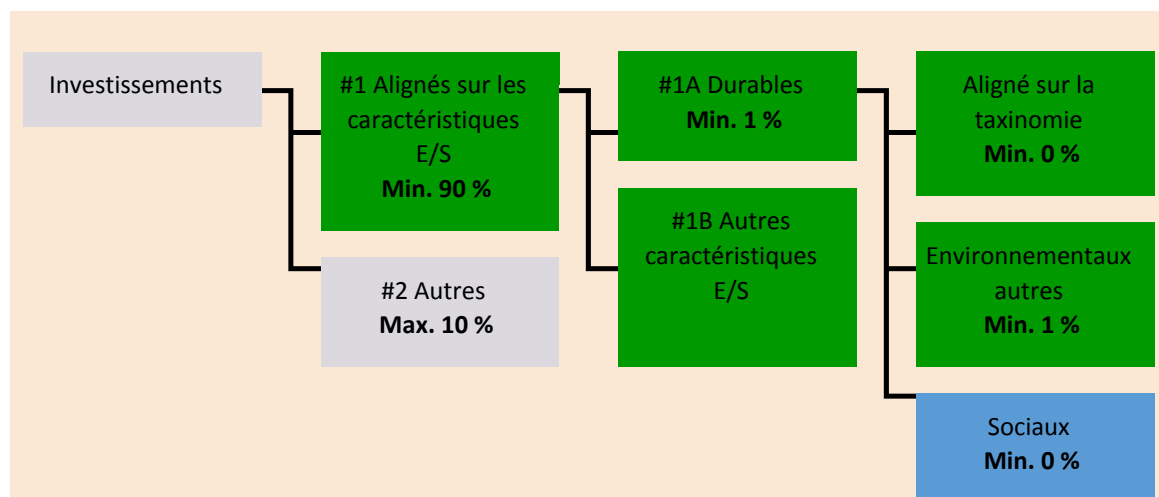 Investissements
#1 Alignés sur les
caractéristiques
E/S
Min. 90 %
#2 Autres
Max. 10 %
#1A Durables
Min. 1 %
#1B Autres
caractéristiques
E/S
Aligné sur la
taxinomie
Min. 0 %
Environnementaux
autres
Min. 1 %
Sociaux
Min. 0 %